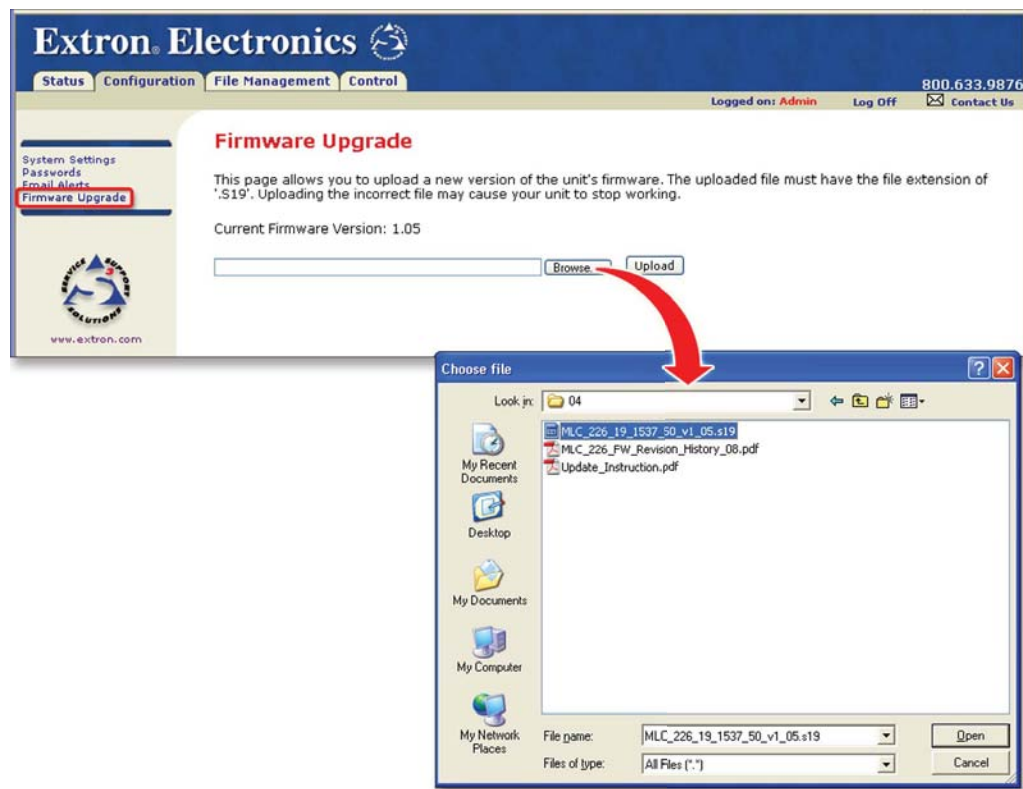 Extron® Electronics
Status Configuration File Management Control
800.633.9876
Logged on: Admin Log Off Contact Us
System Settings
Passwords
Email Alerts
Firmware Upgrade
SERVICE SUPPORT SOLUTIONS
S3
www.extron.com
Firmware Upgrade
This page allows you to upload a new version of the unit's firmware. The uploaded file must have the file extension of
'.S19'. Uploading the incorrect file may cause your unit to stop working.
Current Firmware Version: 1.05
Browse... Upload
Choose file
Look in: 04
My Recent
Documents
Desktop
My Documents
My Computer
My Network
Places
MLC_226_19_1537_50_v1_05.s19
MLC_226_FW_Revision_History_08.pdf
Update_Instruction.pdf
File name: MLC_226_19_1537_50_v1_05.s19 Open
Files of type: All Files (*.*) Cancel